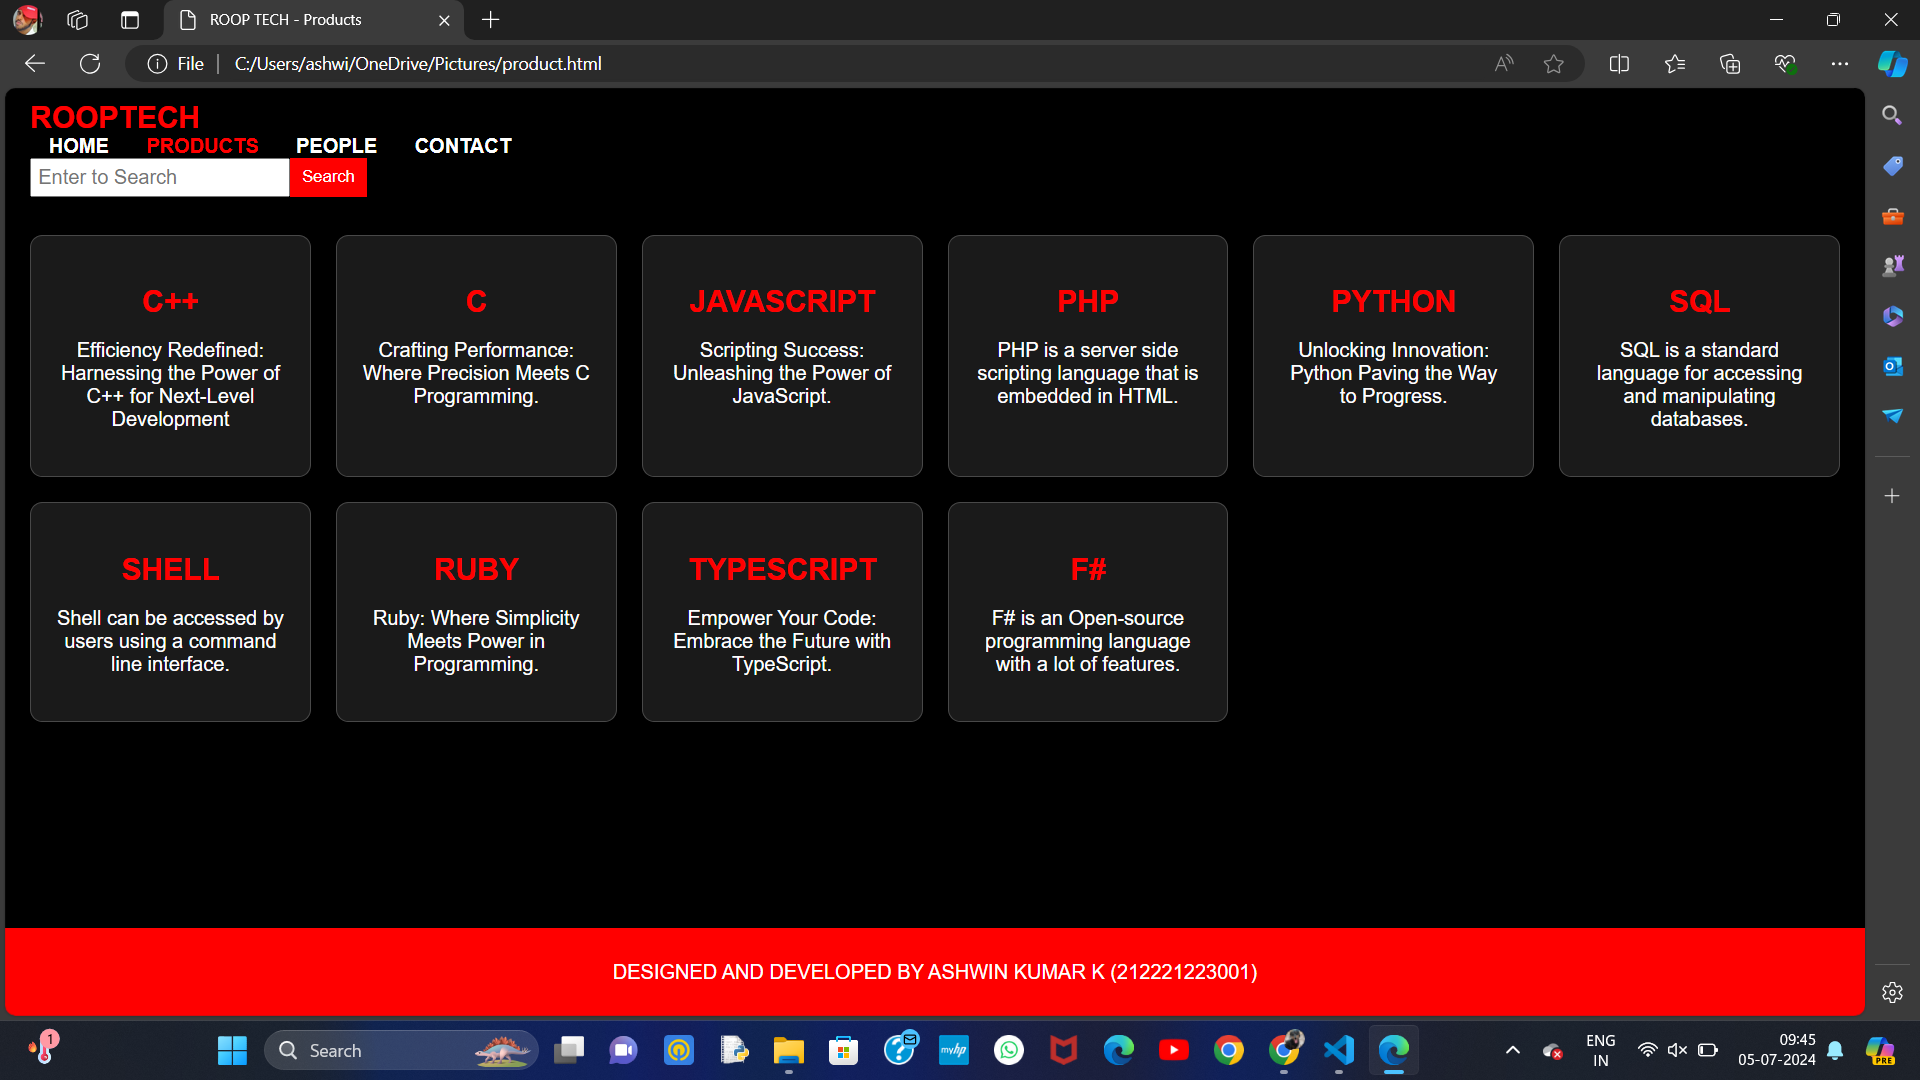 ROOP TECH - Products
File
C:/Users/ashwi/OneDrive/Pictures/product.html
ROOPTECH
HOME PRODUCTS PEOPLE CONTACT
Enter to Search Search
C++
Efficiency Redefined:
Harnessing the Power of
C++ for Next-Level
Development
C
Crafting Performance:
Where Precision Meets C
Programming.
JAVASCRIPT
Scripting Success:
Unleashing the Power of
JavaScript.
PHP
PHP is a server side
scripting language that is
embedded in HTML.
PYTHON
Unlocking Innovation:
Python Paving the Way
to Progress.
SQL
SQL is a standard
language for accessing
and manipulating
databases.
SHELL
Shell can be accessed by
users using a command
line interface.
RUBY
Ruby: Where Simplicity
Meets Power in
Programming.
TYPESCRIPT
Empower Your Code:
Embrace the Future with
TypeScript.
F#
F# is an Open-source
programming language
with a lot of features.
DESIGNED AND DEVELOPED BY ASHWIN KUMAR K (212221223001)
1
Search
myhp
ENG
IN
09:45
05-07-2024
PRE